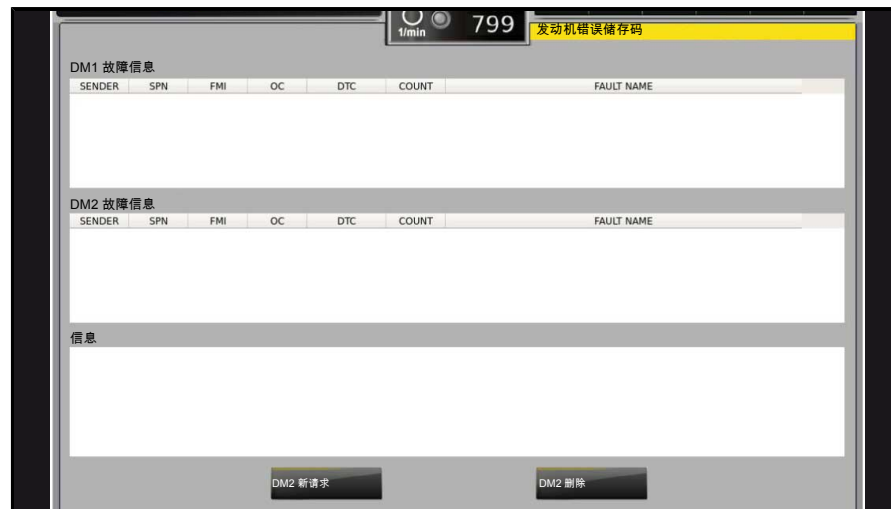 1/min 799 发动机错误储存码
DM1 故障信息
SENDER SPN FMI OC DTC COUNT FAULT NAME
DM2 故障信息
SENDER SPN FMI OC DTC COUNT FAULT NAME
信息
DM2 新请求 DM2 删除